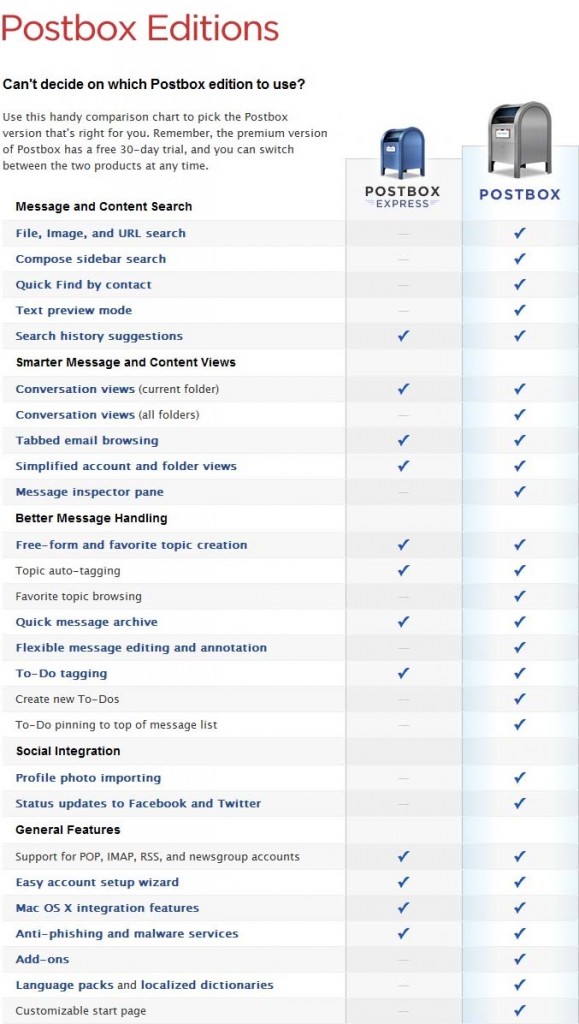 Postbox Editions
Can't decide on which Postbox edition to use?
Use this handy comparison chart to pick the Postbox
version that's right for you. Remember, the premium version
of Postbox has a free 30-day trial, and you can switch
between the two products at any time.
POSTBOX
EXPRESS
POSTBOX
Message and Content Search
File, Image, and URL search — ✓
Compose sidebar search — ✓
Quick Find by contact — ✓
Text preview mode — ✓
Search history suggestions ✓ ✓
Smarter Message and Content Views
Conversation views (current folder) ✓ ✓
Conversation views (all folders) — ✓
Tabbed email browsing ✓ ✓
Simplified account and folder views ✓ ✓
Message inspector pane — ✓
Better Message Handling
Free-form and favorite topic creation ✓ ✓
Topic auto-tagging ✓ ✓
Favorite topic browsing — ✓
Quick message archive ✓ ✓
Flexible message editing and annotation — ✓
To-Do tagging ✓ ✓
Create new To-Dos — ✓
To-Do pinning to top of message list — ✓
Social Integration
Profile photo importing — ✓
Status updates to Facebook and Twitter — ✓
General Features
Support for POP, IMAP, RSS, and newsgroup accounts ✓ ✓
Easy account setup wizard ✓ ✓
Mac OS X integration features ✓ ✓
Anti-phishing and malware services ✓ ✓
Add-ons — ✓
Language packs and localized dictionaries — ✓
Customizable start page — ✓